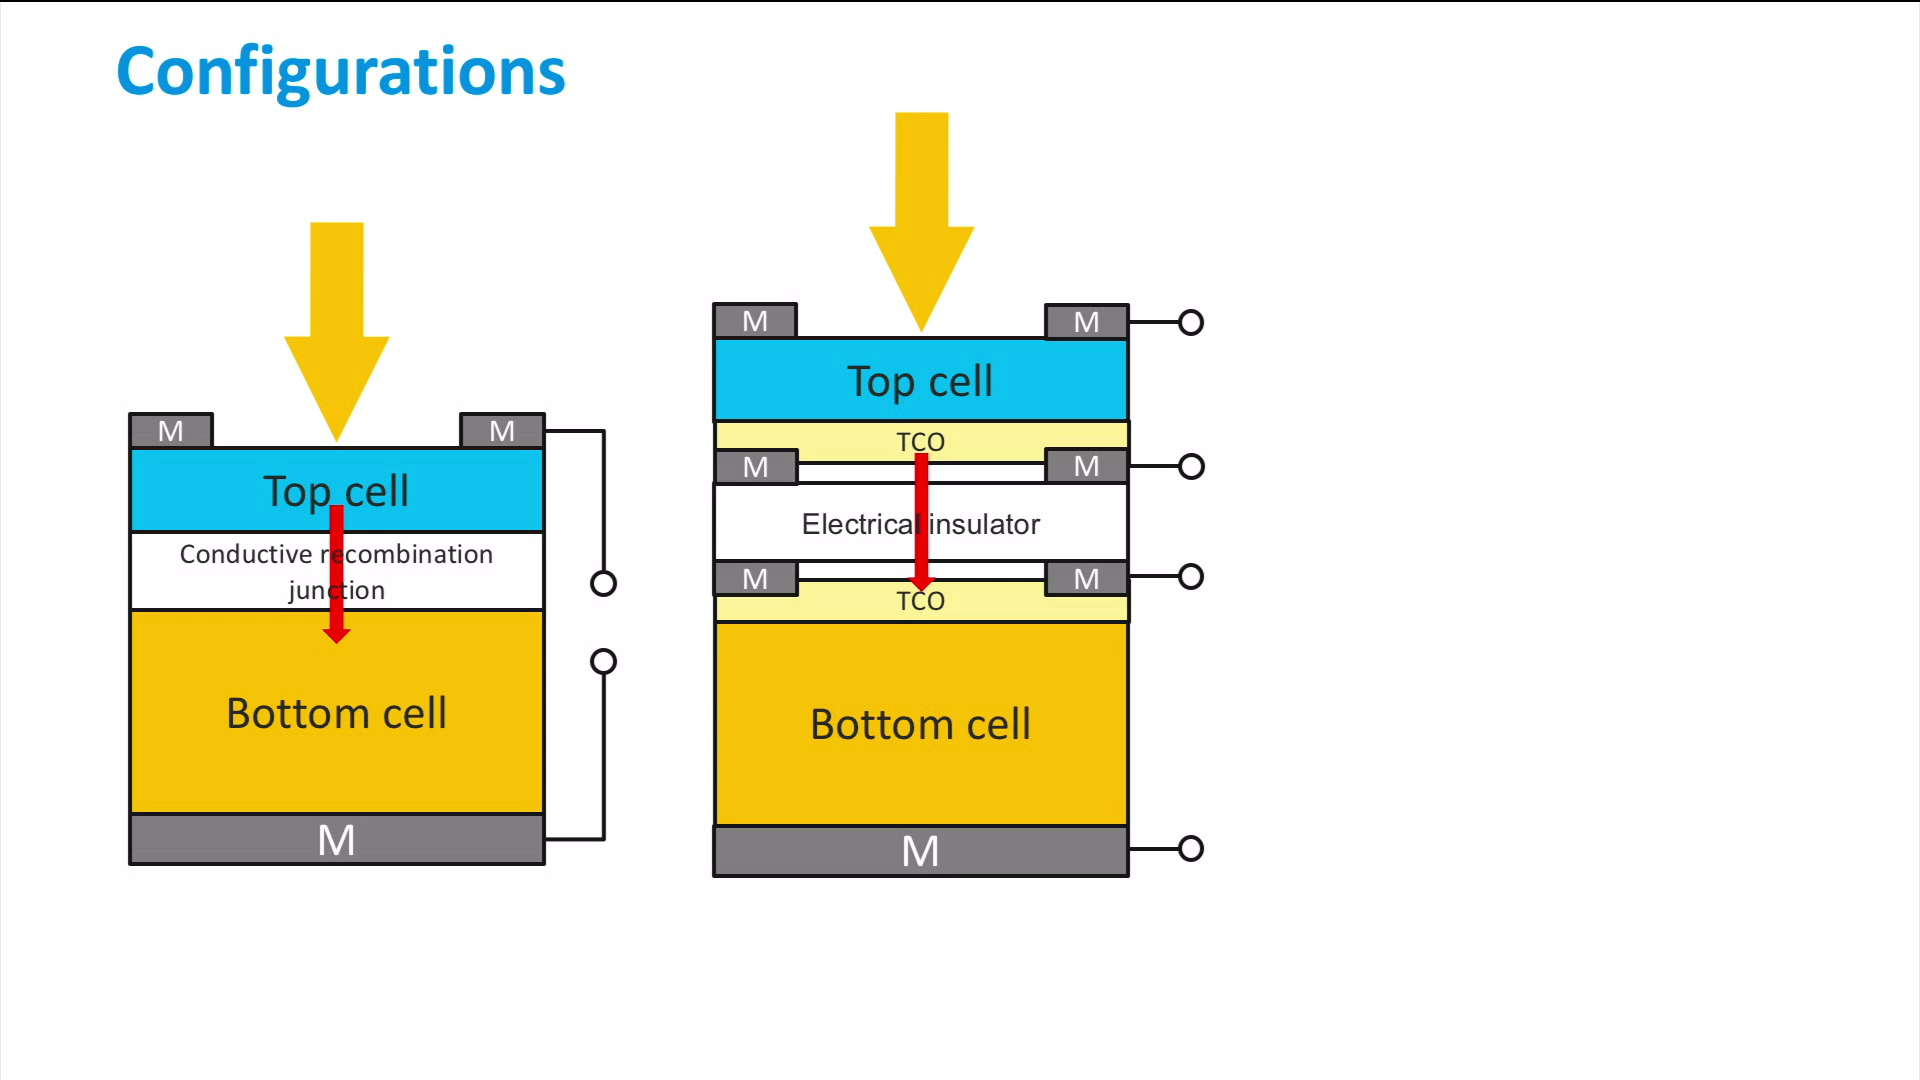 Configurations
M M
Top cell
Conductive recombination
junction
Bottom cell
M
M M
Top cell
TCO
M M
Electrical insulator
M M
TCO
Bottom cell
M